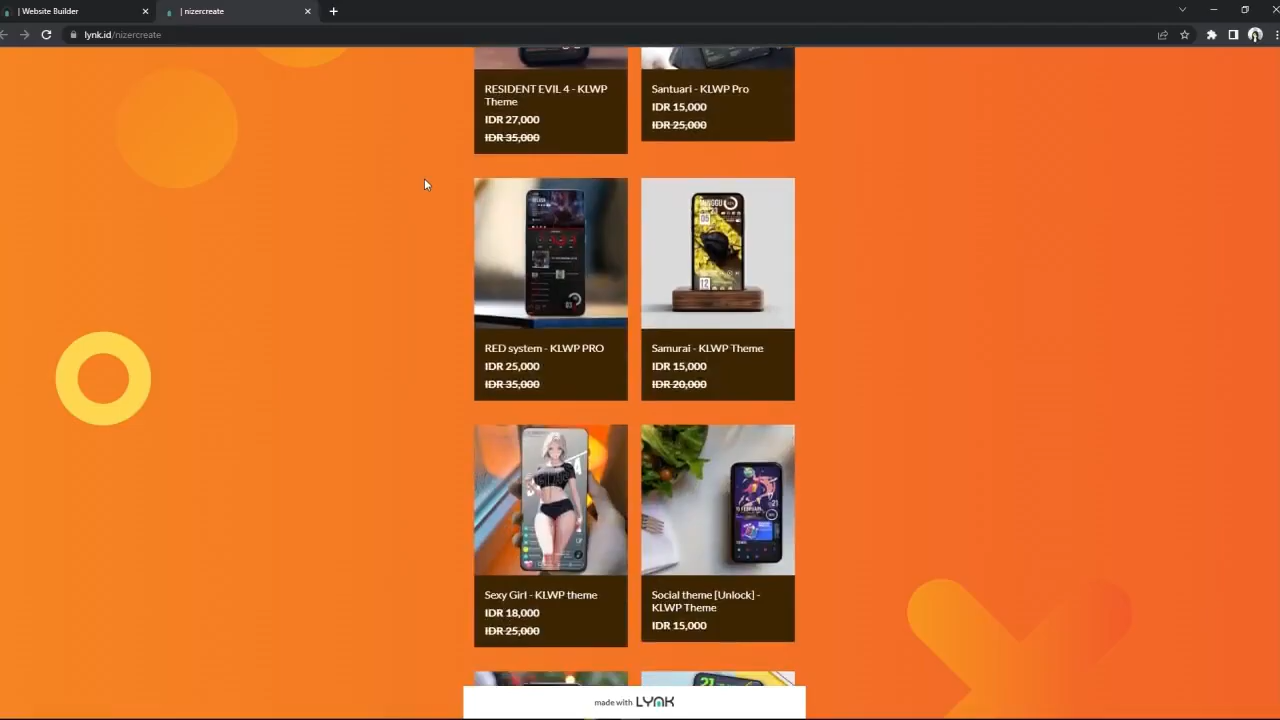 | Website Builder
| nizercreate
lynk.id/nizercreate
RESIDENT EVIL 4 - KLWP
Theme
IDR 27,000
IDR 35,000
Santuari - KLWP Pro
IDR 15,000
IDR 25,000
RED system - KLWP PRO
IDR 25,000
IDR 35,000
Samurai - KLWP Theme
IDR 15,000
IDR 20,000
Sexy Girl - KLWP theme
IDR 18,000
IDR 25,000
Social theme [Unlock] -
KLWP Theme
IDR 15,000
21
made with LYNK